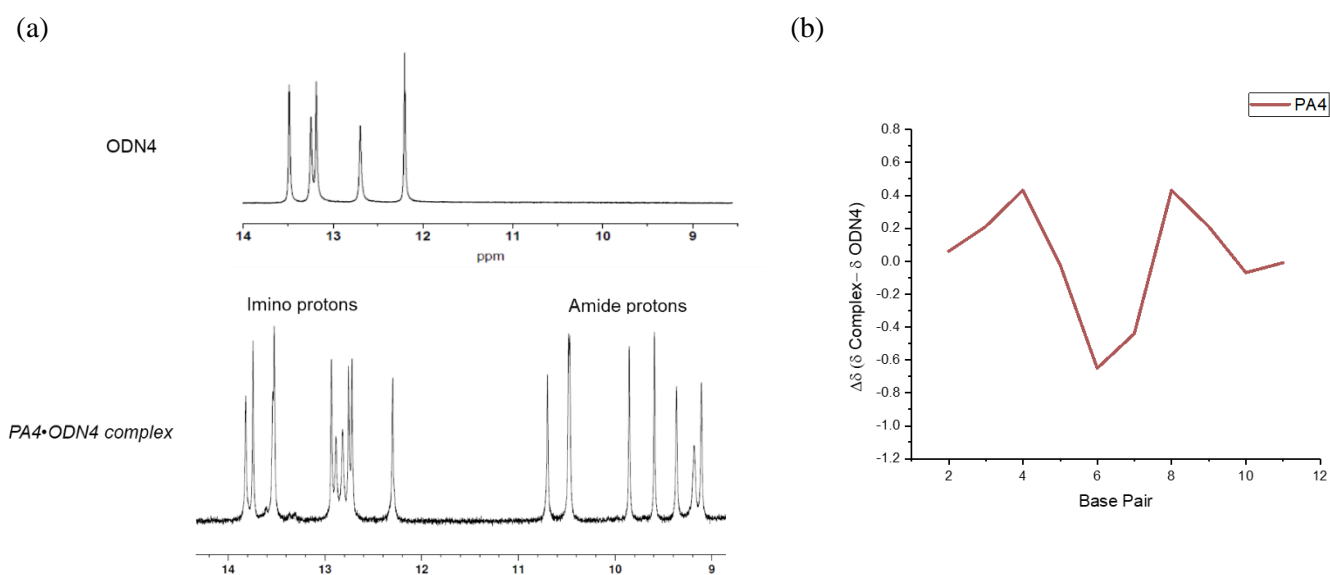 (a)
ODN4
14 13 12 11 10 9
ppm
Imino protons Amide protons
PA4•ODN4 complex
14 13 12 11 10 9
(b)
PA4
0.8
0.6
0.4
0.2
0.0
-0.2
-0.4
-0.6
-0.8
-1.0
-1.2
Δδ (δ Complex– δ ODN4)
2 4 6 8 10 12
Base Pair